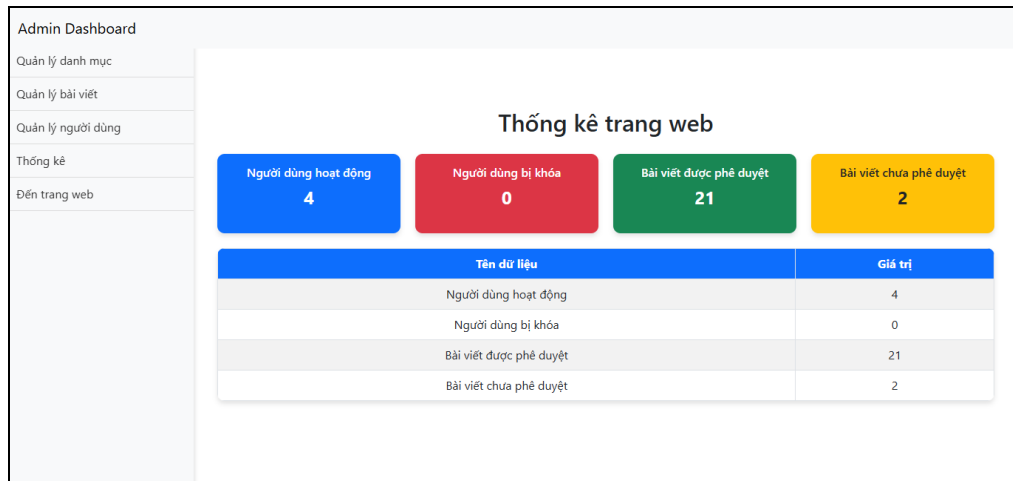 Admin Dashboard
Quản lý danh mục
Quản lý bài viết
Quản lý người dùng
Thống kê
Đến trang web
Thống kê trang web
Người dùng hoạt động
4
Người dùng bị khóa
0
Bài viết được phê duyệt
21
Bài viết chưa phê duyệt
2
Tên dữ liệu Giá trị
Người dùng hoạt động 4
Người dùng bị khóa 0
Bài viết được phê duyệt 21
Bài viết chưa phê duyệt 2